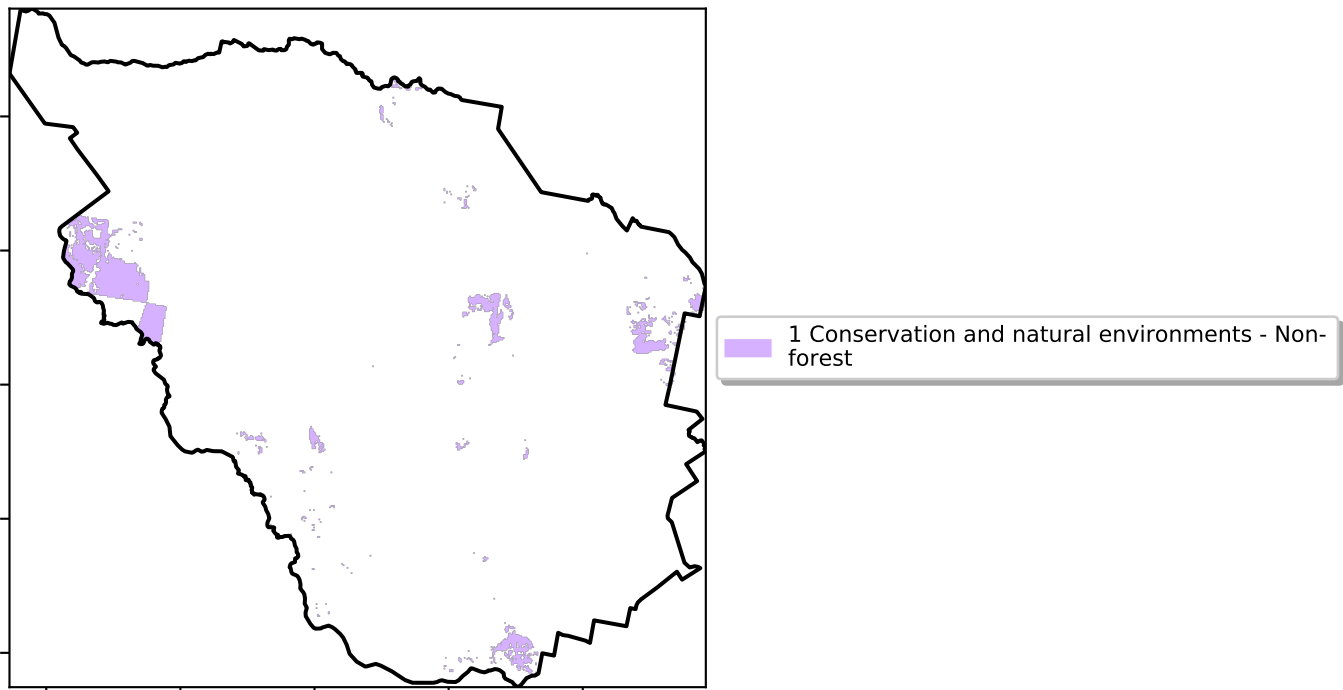 1 Conservation and natural environments - Non-
forest